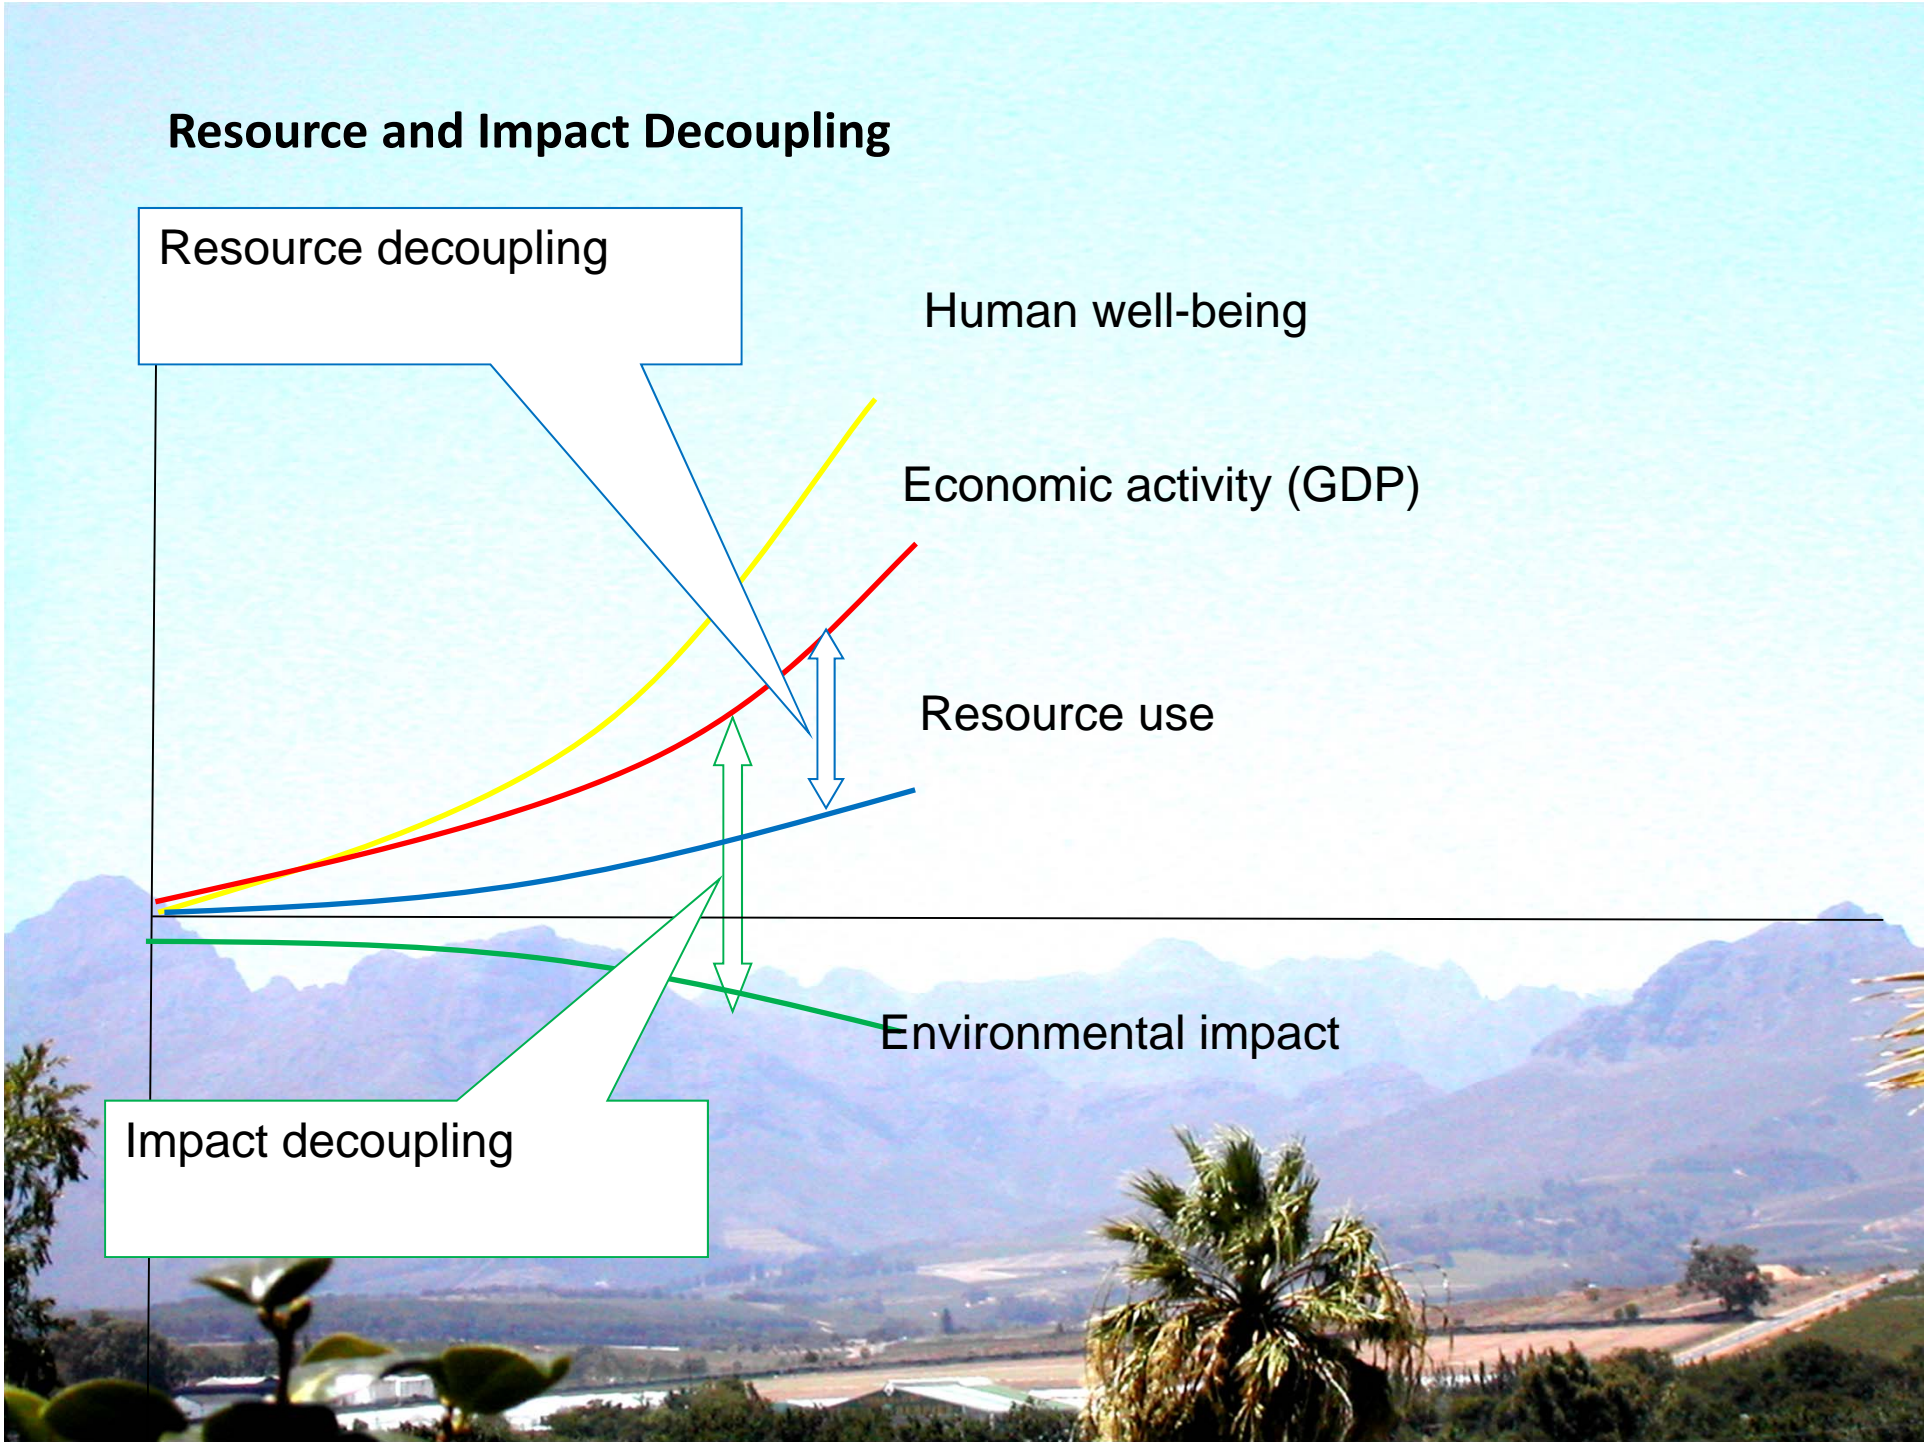 Resource and Impact Decoupling
Resource decoupling
Human well-being
Economic activity (GDP)
Resource use
Environmental impact
Impact decoupling